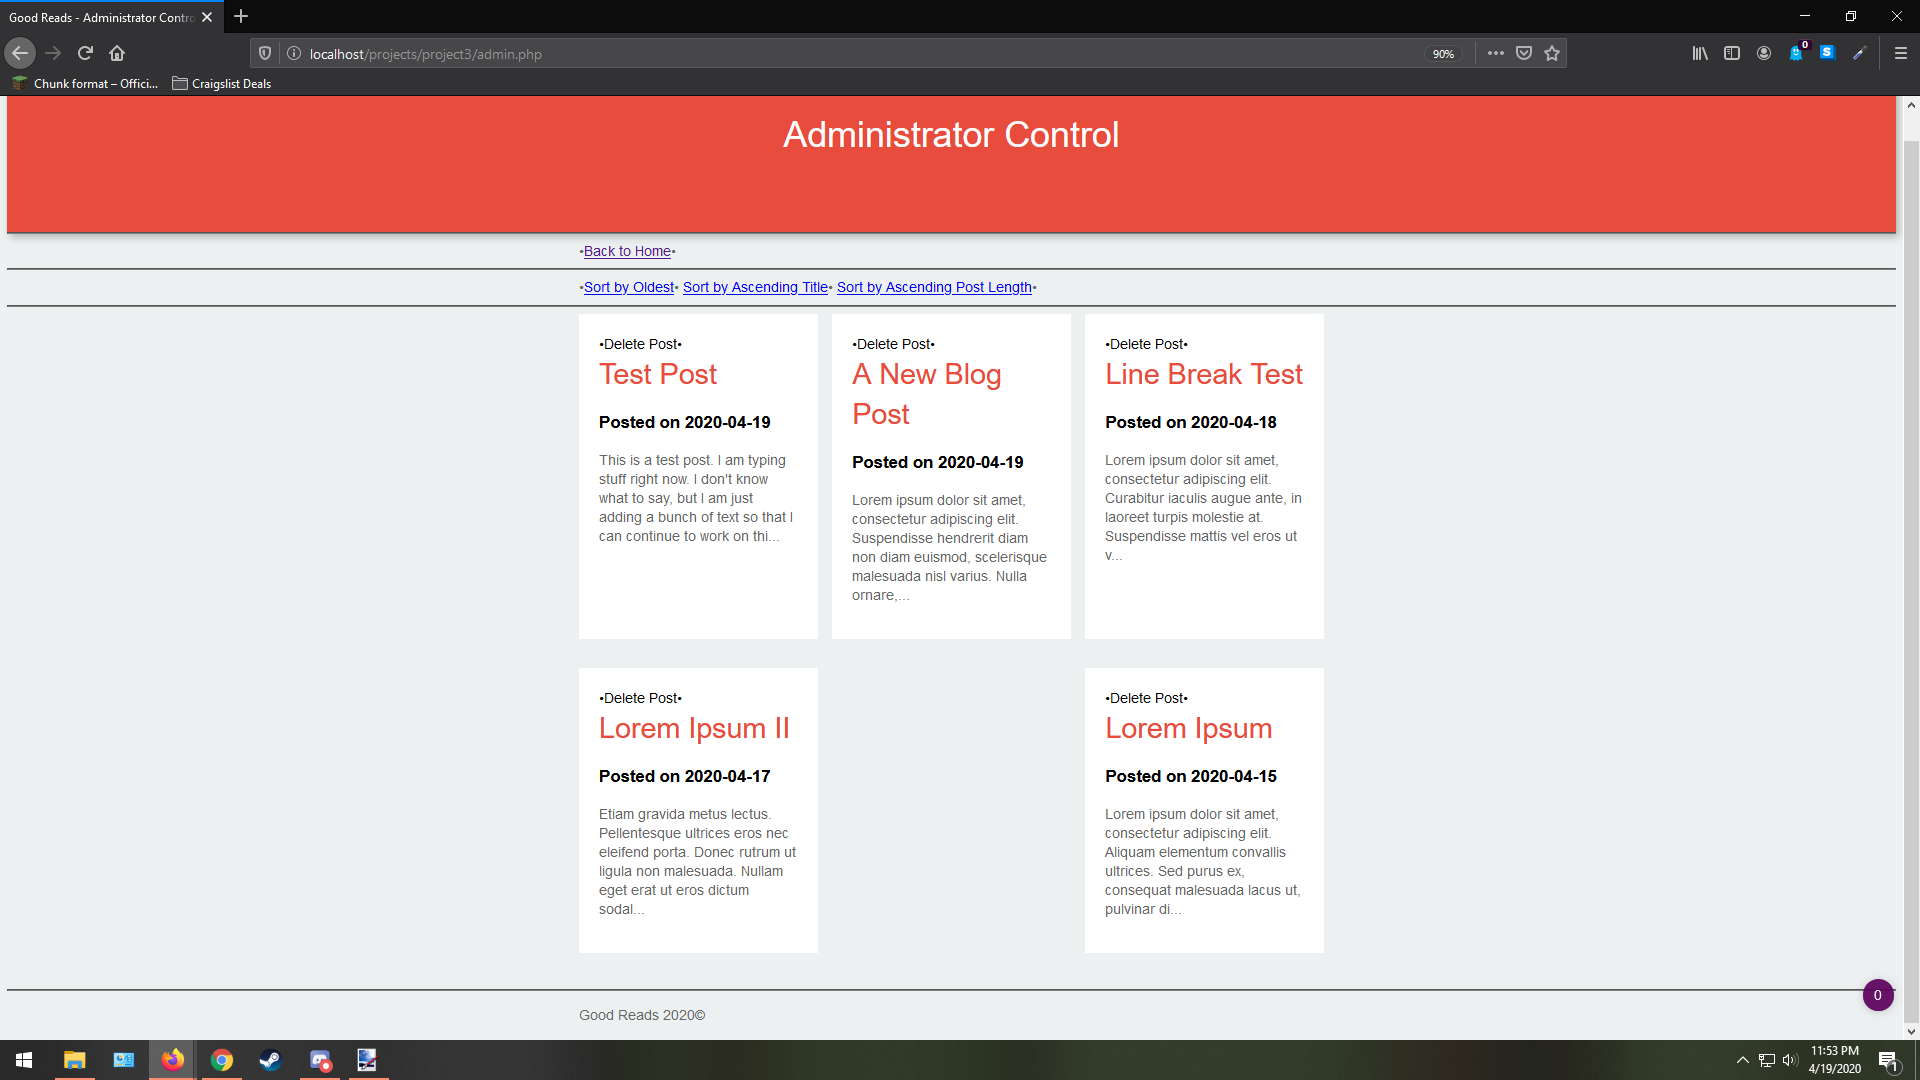 Good Reads - Administrator Contro
localhost/projects/project3/admin.php
90%
0
S
Chunk format – Offici...
Craigslist Deals
Administrator Control
•Back to Home•
•Sort by Oldest• Sort by Ascending Title• Sort by Ascending Post Length•
•Delete Post•
Test Post
Posted on 2020-04-19
This is a test post. I am typing
stuff right now. I don't know
what to say, but I am just
adding a bunch of text so that I
can continue to work on thi...
•Delete Post•
A New Blog
Post
Posted on 2020-04-19
Lorem ipsum dolor sit amet,
consectetur adipiscing elit.
Suspendisse hendrerit diam
non diam euismod, scelerisque
malesuada nisl varius. Nulla
ornare,...
•Delete Post•
Line Break Test
Posted on 2020-04-18
Lorem ipsum dolor sit amet,
consectetur adipiscing elit.
Curabitur iaculis augue ante, in
laoreet turpis molestie at.
Suspendisse mattis vel eros ut
v...
•Delete Post•
Lorem Ipsum II
Posted on 2020-04-17
Etiam gravida metus lectus.
Pellentesque ultrices eros nec
eleifend porta. Donec rutrum ut
ligula non malesuada. Nullam
eget erat ut eros dictum
sodal...
•Delete Post•
Lorem Ipsum
Posted on 2020-04-15
Lorem ipsum dolor sit amet,
consectetur adipiscing elit.
Aliquam elementum convallis
ultrices. Sed purus ex,
consequat malesuada lacus ut,
pulvinar di...
0
Good Reads 2020©
11:53 PM
4/19/2020
1